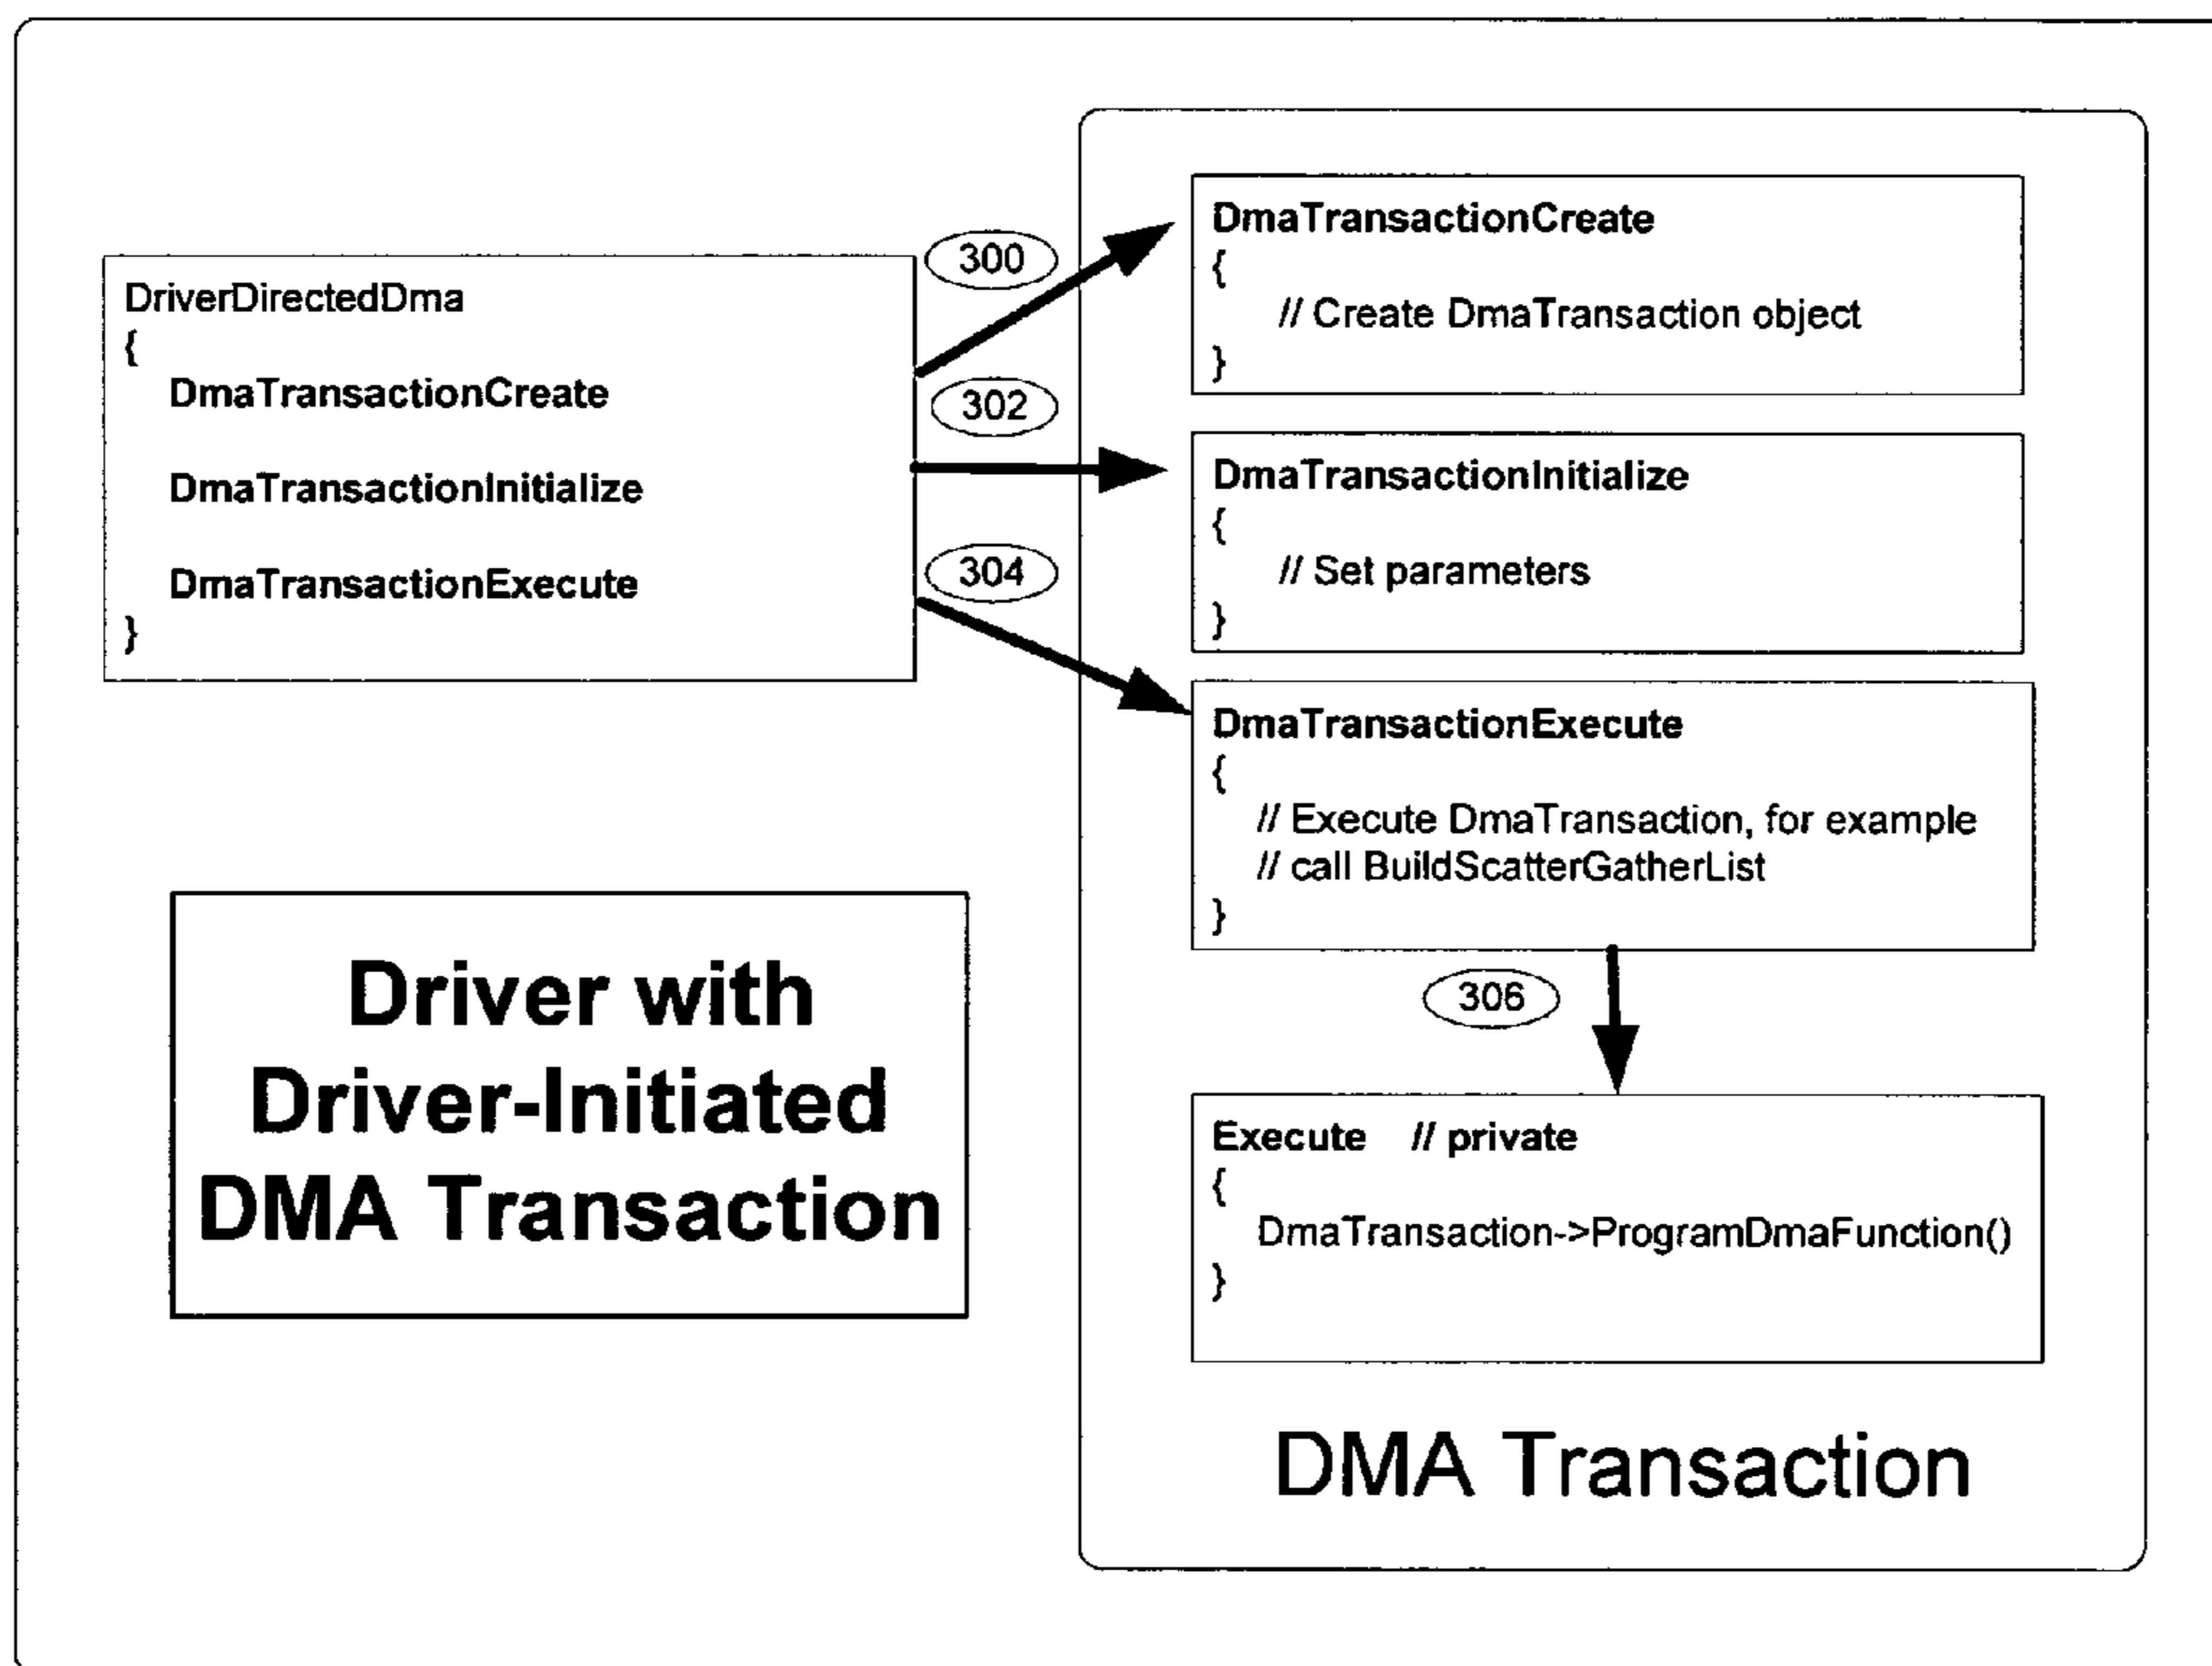 DriverDirectedDma
{
DmaTransactionCreate
DmaTransactionInitialize
DmaTransactionExecute
}
300
302
304
DmaTransactionCreate
{
// Create DmaTransaction object
}
DmaTransactionInitialize
{
// Set parameters
}
DmaTransactionExecute
{
// Execute DmaTransaction, for example
// call BuildScatterGatherList
}
306
Execute // private
{
DmaTransaction->ProgramDmaFunction()
}
Driver with
Driver-Initiated
DMA Transaction
DMA Transaction